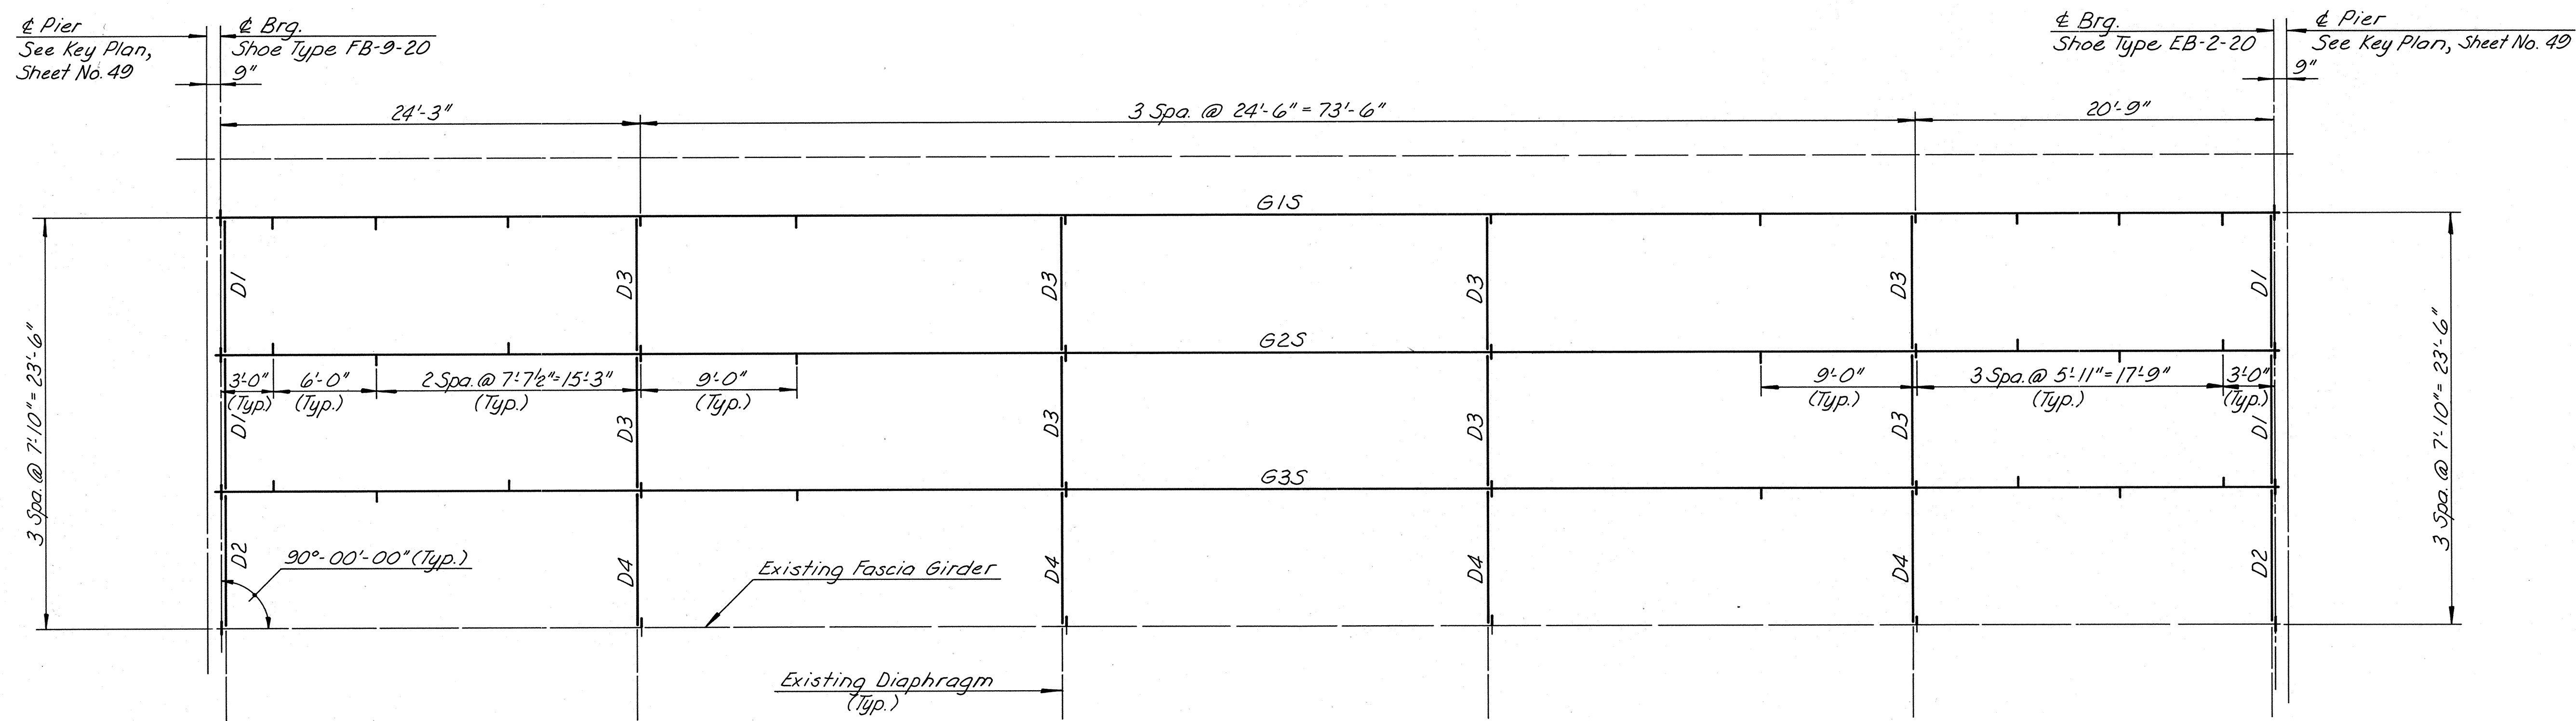 ℄ Pier
See Key Plan,
Sheet No. 49
℄ Brg.
Shoe Type FB-9-20
9"
℄ Brg.
Shoe Type EB-2-20
℄ Pier
See Key Plan, Sheet No. 49
9"
24'-3"
3 Spa. @ 24'-6" = 73'-6"
20'-9"
G1S
D1
D3
D3
D3
D3
D1
G2S
3'-0"
(Typ.)
6'-0"
(Typ.)
2 Spa. @ 7'-7½" = 15'-3"
(Typ.)
9'-0"
(Typ.)
9'-0"
(Typ.)
3 Spa. @ 5'-11" = 17'-9"
(Typ.)
3'-0"
(Typ.)
D1
D3
D3
D3
D3
D1
3 Spa. @ 7'-10" = 23'-6"
3 Spa. @ 7'-10" = 23'-6"
G3S
D2
90°-00'-00" (Typ.)
D4
Existing Fascia Girder
D4
D4
D4
D2
Existing Diaphragm
(Typ.)